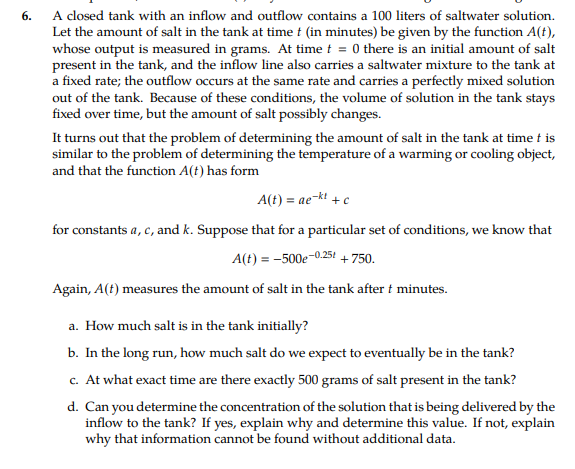 6. A closed tank with an inflow and outflow contains a 100 liters of saltwater solution.
Let the amount of salt in the tank at time t (in minutes) be given by the function A(t),
whose output is measured in grams. At time t = 0 there is an initial amount of salt
present in the tank, and the inflow line also carries a saltwater mixture to the tank at
a fixed rate; the outflow occurs at the same rate and carries a perfectly mixed solution
out of the tank. Because of these conditions, the volume of solution in the tank stays
fixed over time, but the amount of salt possibly changes.
It turns out that the problem of determining the amount of salt in the tank at time t is
similar to the problem of determining the temperature of a warming or cooling object,
and that the function A(t) has form
A(t) = ae^{-kt} + c
for constants a, c, and k. Suppose that for a particular set of conditions, we know that
A(t) = −500e^{−0.25t} + 750.
Again, A(t) measures the amount of salt in the tank after t minutes.
a. How much salt is in the tank initially?
b. In the long run, how much salt do we expect to eventually be in the tank?
c. At what exact time are there exactly 500 grams of salt present in the tank?
d. Can you determine the concentration of the solution that is being delivered by the
inflow to the tank? If yes, explain why and determine this value. If not, explain
why that information cannot be found without additional data.